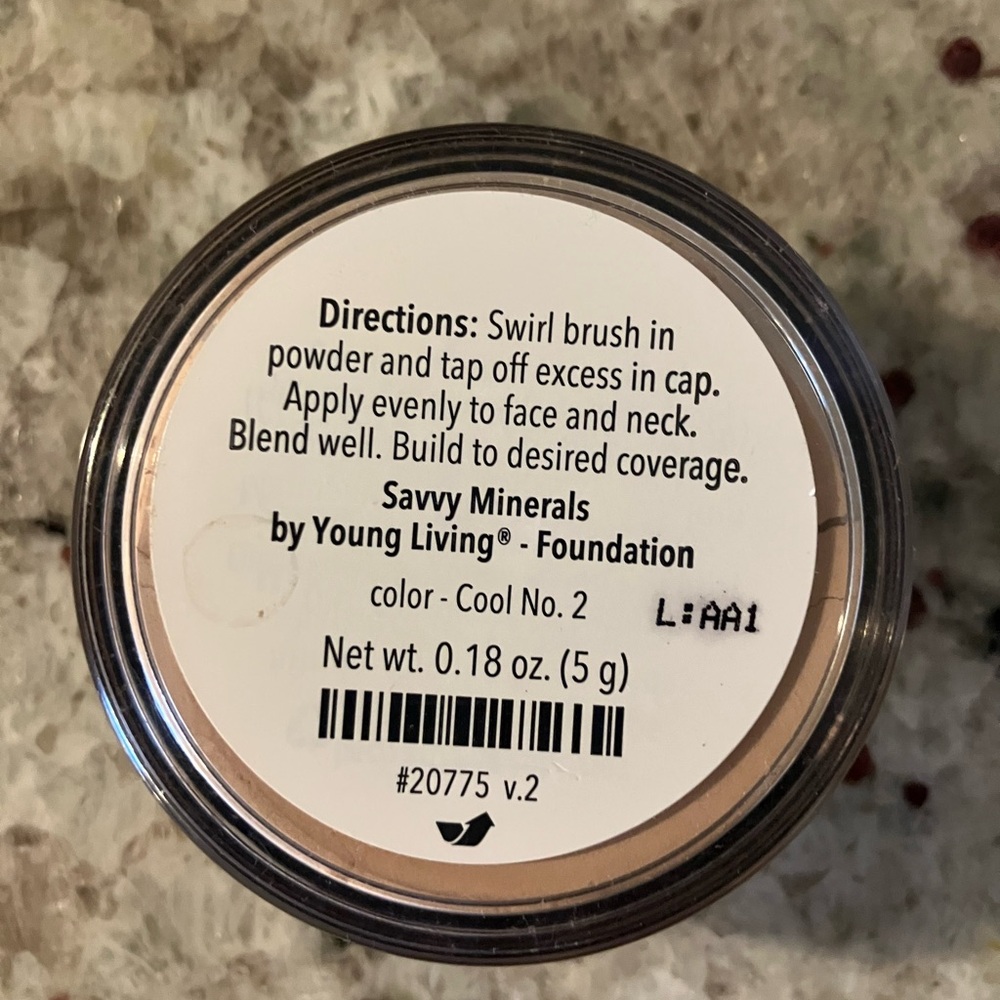 Directions: Swirl brush in
powder and tap off excess in cap.
Apply evenly to face and neck.
Blend well. Build to desired coverage.
Savvy Minerals
by Young Living® - Foundation
color - Cool No. 2
L:AA1
Net wt. 0.18 oz. (5 g)
#20775 v.2